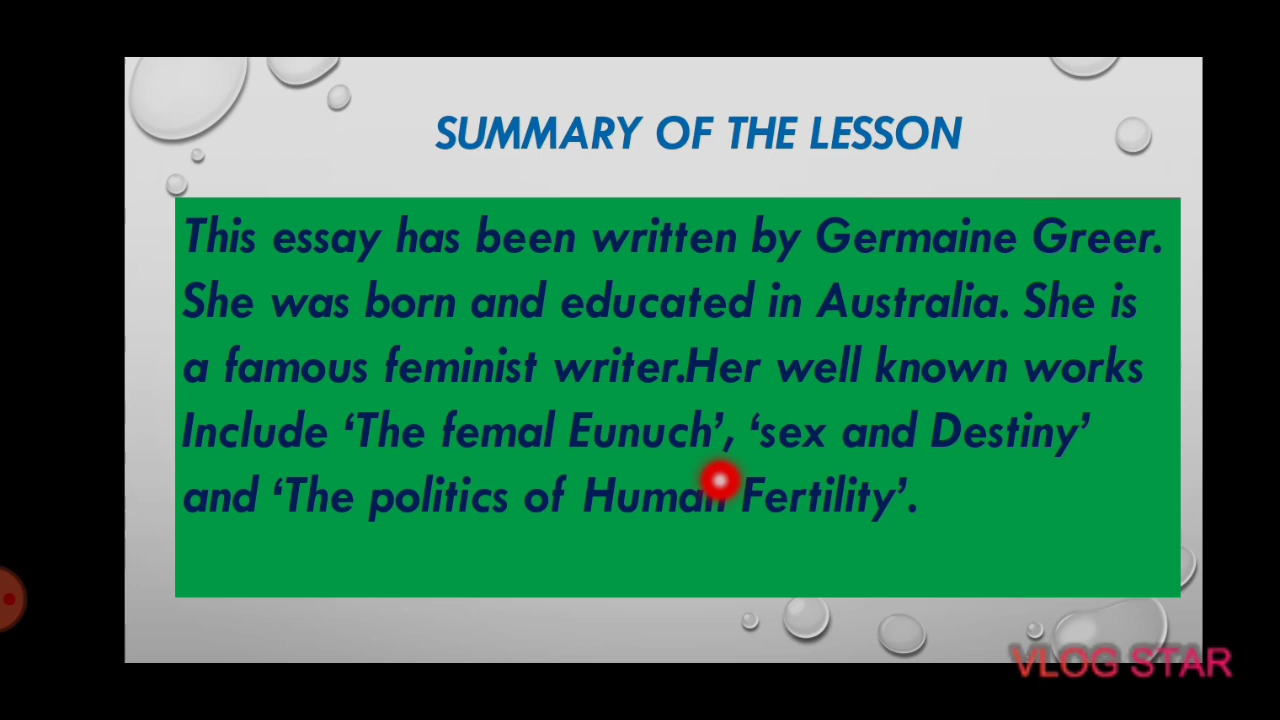 SUMMARY OF THE LESSON
This essay has been written by Germaine Greer.
She was born and educated in Australia. She is
a famous feminist writer.Her well known works
Include ‘The femal Eunuch’, ‘sex and Destiny’
and ‘The politics of Human Fertility’.
VLOG STAR